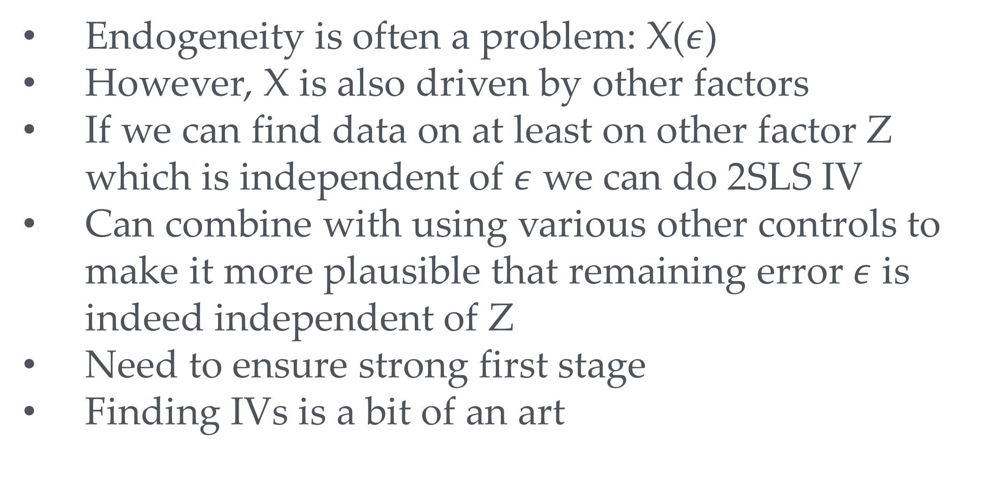 • Endogeneity is often a problem: X(ϵ)
• However, X is also driven by other factors
• If we can find data on at least on other factor Z
which is independent of ϵ we can do 2SLS IV
• Can combine with using various other controls to
make it more plausible that remaining error ϵ is
indeed independent of Z
• Need to ensure strong first stage
• Finding IVs is a bit of an art